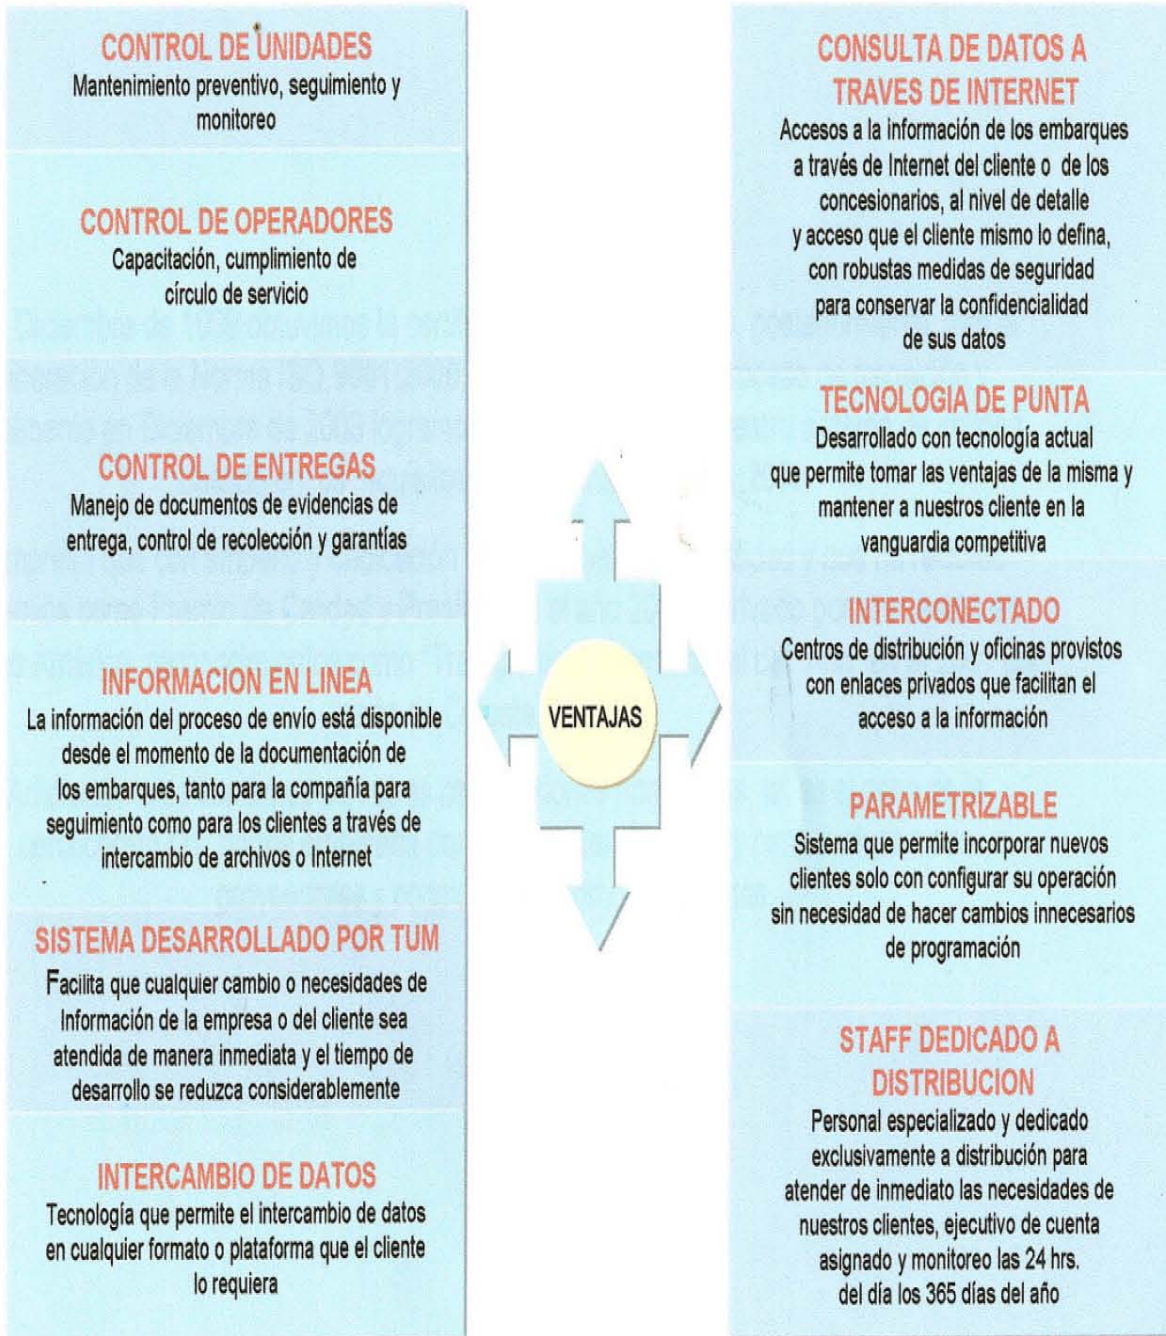 CONTROL DE UNIDADES
Mantenimiento preventivo, seguimiento y
monitoreo
CONTROL DE OPERADORES
Capacitación, cumplimiento de
círculo de servicio
CONTROL DE ENTREGAS
Manejo de documentos de evidencias de
entrega, control de recolección y garantías
INFORMACION EN LINEA
La información del proceso de envío está disponible
desde el momento de la documentación de
los embarques, tanto para la compañía para
seguimiento como para los clientes a través de
intercambio de archivos o Internet
SISTEMA DESARROLLADO POR TUM
Facilita que cualquier cambio o necesidades de
Información de la empresa o del cliente sea
atendida de manera inmediata y el tiempo de
desarrollo se reduzca considerablemente
INTERCAMBIO DE DATOS
Tecnología que permite el intercambio de datos
en cualquier formato o plataforma que el cliente
lo requiera
VENTAJAS
CONSULTA DE DATOS A
TRAVES DE INTERNET
Accesos a la información de los embarques
a través de Internet del cliente o de los
concesionarios, al nivel de detalle
y acceso que el cliente mismo lo defina,
con robustas medidas de seguridad
para conservar la confidencialidad
de sus datos
TECNOLOGIA DE PUNTA
Desarrollado con tecnología actual
que permite tomar las ventajas de la misma y
mantener a nuestros cliente en la
vanguardia competitiva
INTERCONECTADO
Centros de distribución y oficinas provistos
con enlaces privados que facilitan el
acceso a la información
PARAMETRIZABLE
Sistema que permite incorporar nuevos
clientes solo con configurar su operación
sin necesidad de hacer cambios innecesarios
de programación
STAFF DEDICADO A
DISTRIBUCION
Personal especializado y dedicado
exclusivamente a distribución para
atender de inmediato las necesidades de
nuestros clientes, ejecutivo de cuenta
asignado y monitoreo las 24 hrs.
del día los 365 días del año